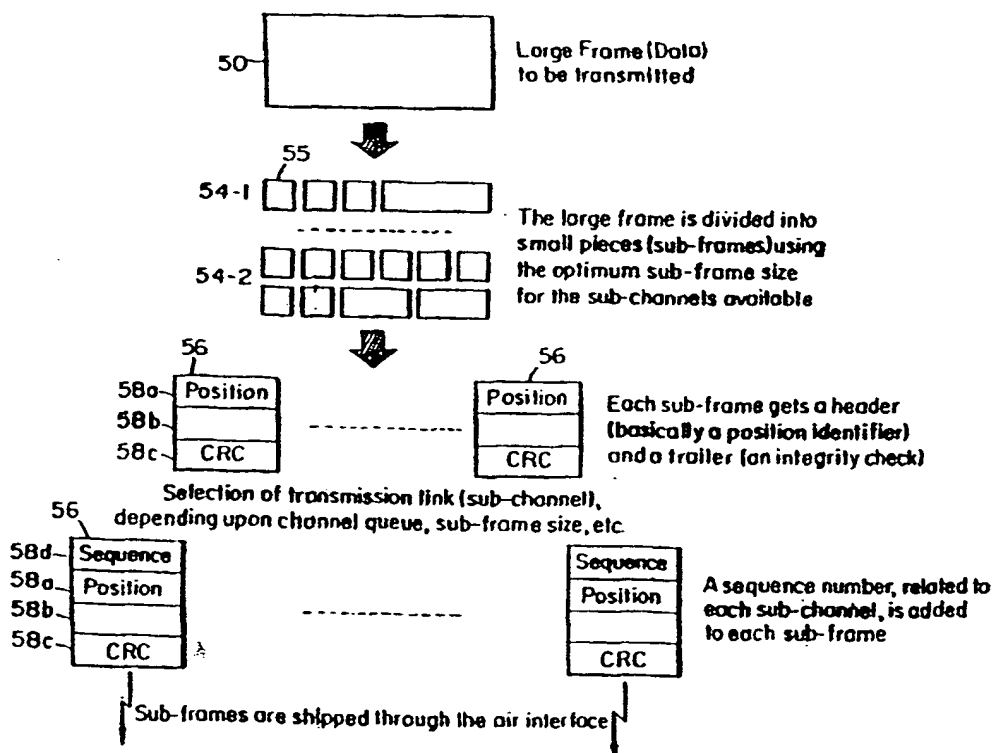 50
Large Frame (Data)
to be transmitted
55
54-1
The large frame is divided into
small pieces (sub-frames) using
the optimum sub-frame size
for the sub-channels available
54-2
56
56
58a
Position
Position
58b
58c
CRC
CRC
Each sub-frame gets a header
(basically a position identifier)
and a trailer (an integrity check)
Selection of transmission link (sub-channel),
depending upon channel queue, sub-frame size, etc.
56
58d
Sequence
Sequence
58a
Position
Position
58b
58c
CRC
CRC
A sequence number, related to
each sub-channel, is added
to each sub-frame
Sub-frames are shipped through the air interface